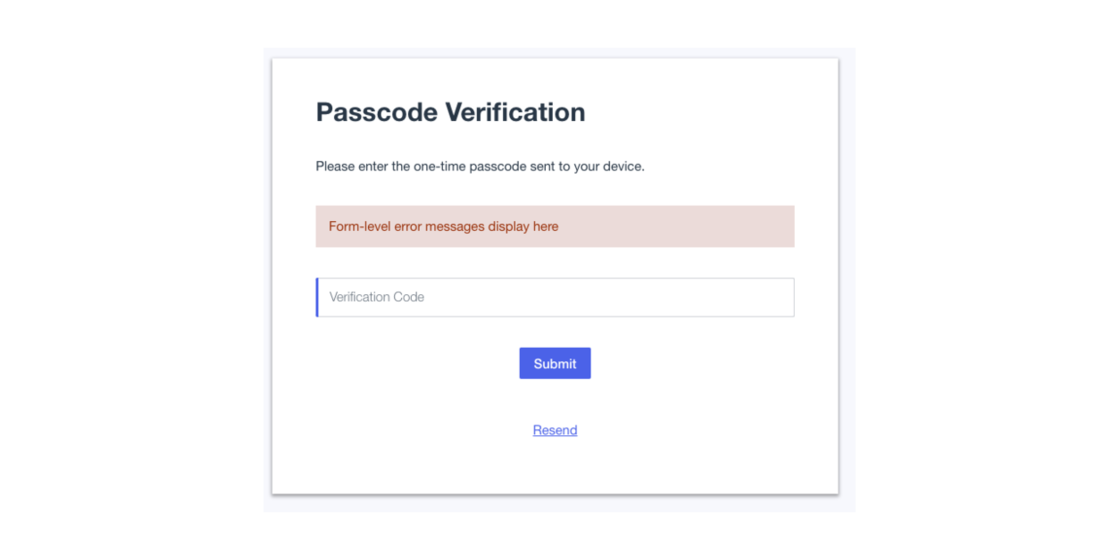 Passcode Verification
Please enter the one-time passcode sent to your device.
Form-level error messages display here
Verification Code
Submit
Resend